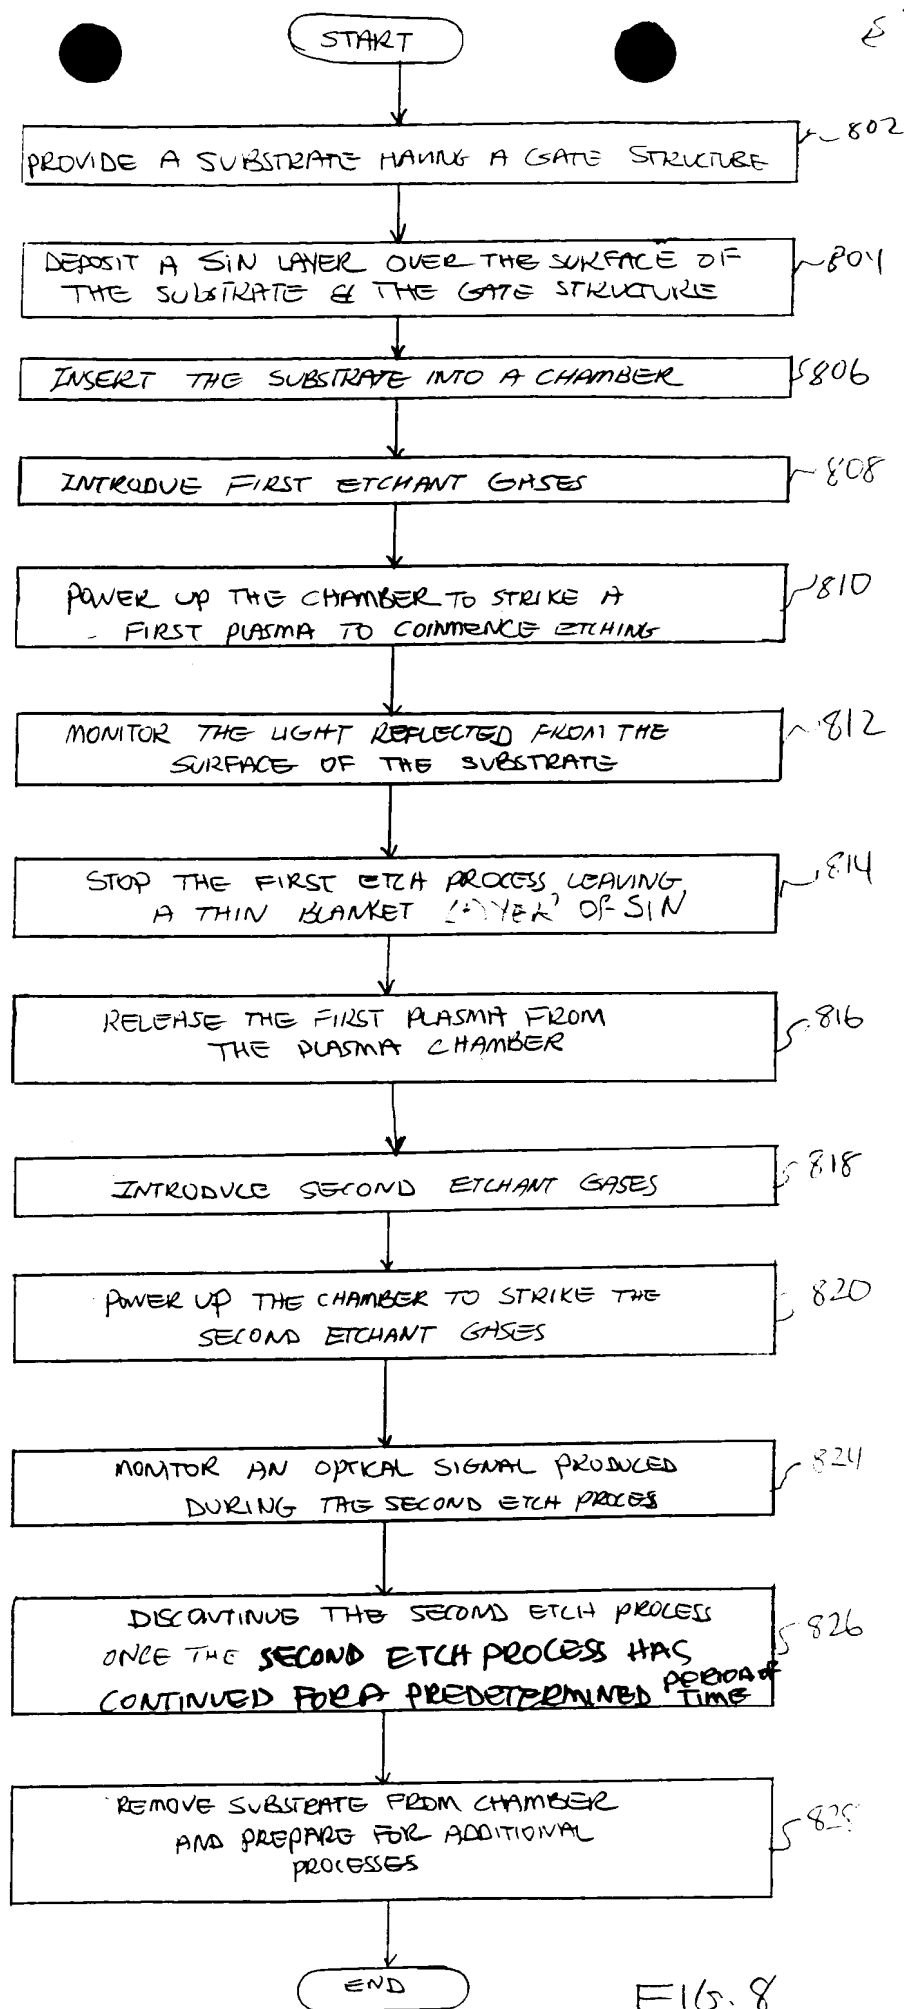 START
PROVIDE A SUBSTRATE HAVING A GATE STRUCTURE
802
DEPOSIT A SiN LAYER OVER THE SURFACE OF
THE SUBSTRATE & THE GATE STRUCTURE
804
INSERT THE SUBSTRATE INTO A CHAMBER
806
INTRODUE FIRST ETCHANT GASES
808
POWER UP THE CHAMBER TO STRIKE A
FIRST PLASMA TO COMMENCE ETCHING
810
MONITOR THE LIGHT REFLECTED FROM THE
SURFACE OF THE SUBSTRATE
812
STOP THE FIRST ETCH PROCESS, LEAVING
A THIN BLANKET LAYER OF SIN
814
RELEASE THE FIRST PLASMA FROM
THE PLASMA CHAMBER
816
INTRODUCE SECOND ETCHANT GASES
818
POWER UP THE CHAMBER TO STRIKE THE
SECOND ETCHANT GASES
820
MONITOR AN OPTICAL SIGNAL PRODUCED
DURING THE SECOND ETCH PROCES
824
DISCONTINUE THE SECOND ETCH PROCESS
ONCE THE SECOND ETCH PROCESS HAS
CONTINUED FOR A PREDETERMINED PERIOD OF TIME
826
REMOVE SUBSTRATE FROM CHAMBER
AND PREPARE FOR ADDITIONAL
PROCESSES
828
END
FIG. 8